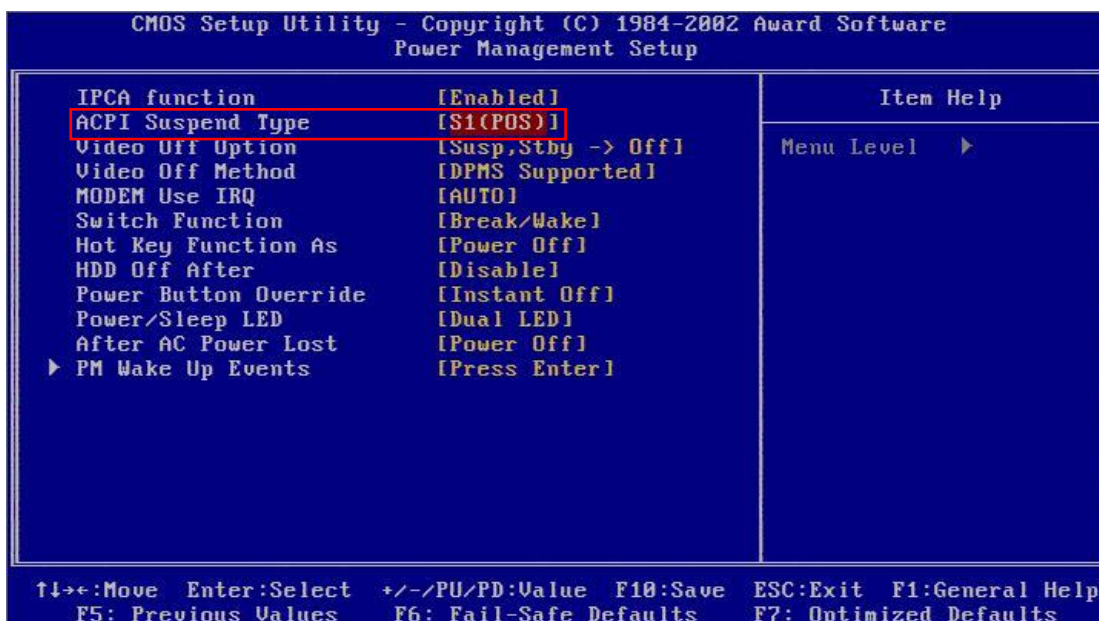 CMOS Setup Utility - Copyright (C) 1984-2002 Award Software
Power Management Setup
IPCA function [Enabled]
ACPI Suspend Type [S1(POS)]
Video Off Option [Susp,Stby -> Off]
Video Off Method [DPMS Supported]
MODEM Use IRQ [AUTO]
Switch Function [Break/Wake]
Hot Key Function As [Power Off]
HDD Off After [Disable]
Power Button Override [Instant Off]
Power/Sleep LED [Dual LED]
After AC Power Lost [Power Off]
▶ PM Wake Up Events [Press Enter]
Item Help
Menu Level ▶
↑↓→←:Move Enter:Select +/-/PU/PD:Value F10:Save ESC:Exit F1:General Help
F5: Previous Values F6: Fail-Safe Defaults F7: Optimized Defaults